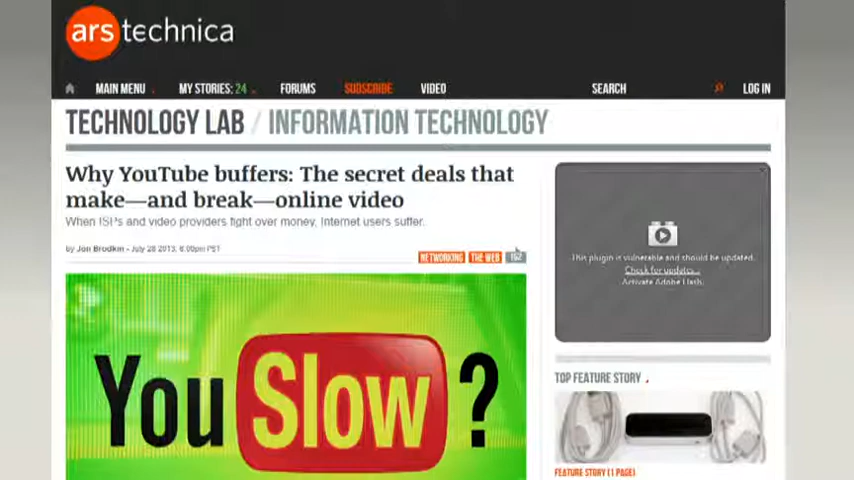 ars technica
MAIN MENU MY STORIES: 24 FORUMS SUBSCRIBE VIDEO SEARCH LOG IN
TECHNOLOGY LAB / INFORMATION TECHNOLOGY
Why YouTube buffers: The secret deals that
make—and break—online video
When ISPs and video providers fight over money, Internet users suffer.
by Jon Brodkin - July 28 2013, 6:00pm PST
NETWORKING THE WEB 162
This plugin is vulnerable and should be updated.
Check for updates...
Activate Adobe Flash.
You Slow ?
TOP FEATURE STORY
FEATURE STORY (1 PAGE)